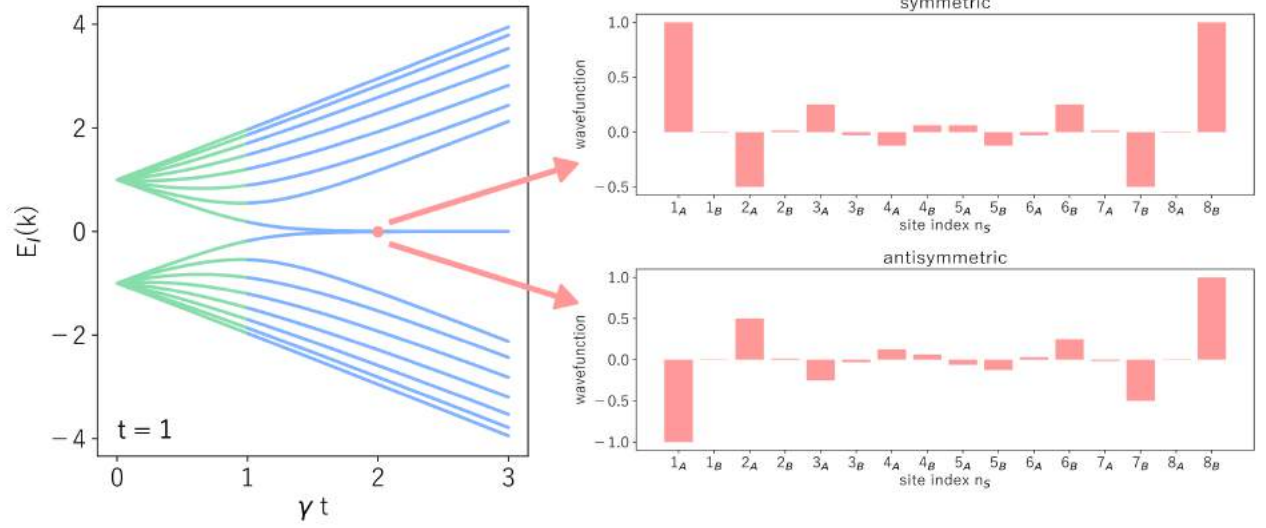 4
2
0
−2
−4
E_I(k)
t = 1
0 1 2 3
γ t
symmetric
1.0
0.5
0.0
−0.5
wavefunction
1_A 1_B 2_A 2_B 3_A 3_B 4_A 4_B 5_A 5_B 6_A 6_B 7_A 7_B 8_A 8_B
site index n_S
antisymmetric
1.0
0.5
0.0
−0.5
−1.0
wavefunction
1_A 1_B 2_A 2_B 3_A 3_B 4_A 4_B 5_A 5_B 6_A 6_B 7_A 7_B 8_A 8_B
site index n_S